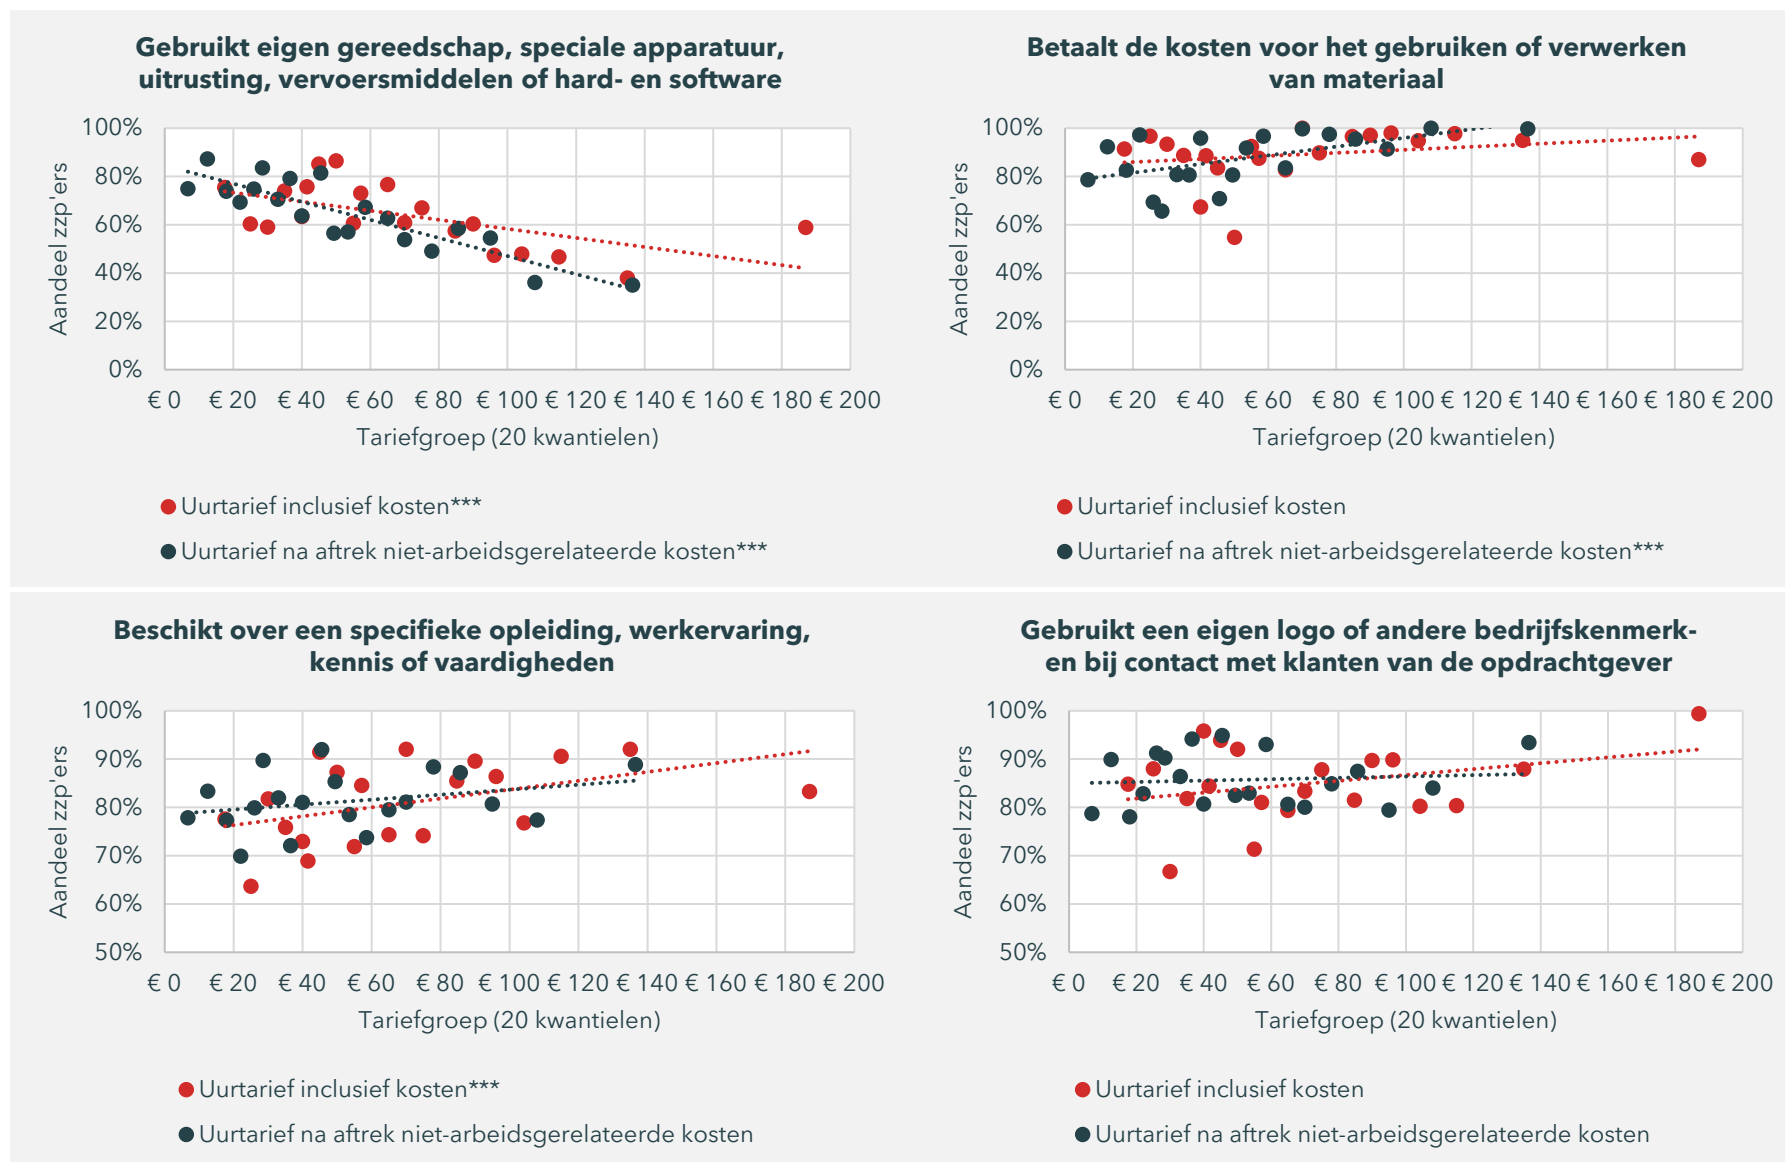 Gebruikt eigen gereedschap, speciale apparatuur,
uitrusting, vervoersmiddelen of hard- en software
100%
80%
60%
40%
20%
0%
Aandeel zzp'ers
€ 0 € 20 € 40 € 60 € 80 € 100 € 120 € 140 € 160 € 180 € 200
Tariefgroep (20 kwantielen)
Uurtarief inclusief kosten***
Uurtarief na aftrek niet-arbeidsgerelateerde kosten***
Betaalt de kosten voor het gebruiken of verwerken
van materiaal
100%
80%
60%
40%
20%
0%
Aandeel zzp'ers
€ 0 € 20 € 40 € 60 € 80 € 100 € 120 € 140 € 160 € 180 € 200
Tariefgroep (20 kwantielen)
Uurtarief inclusief kosten
Uurtarief na aftrek niet-arbeidsgerelateerde kosten***
Beschikt over een specifieke opleiding, werkervaring,
kennis of vaardigheden
100%
90%
80%
70%
60%
50%
Aandeel zzp'ers
€ 0 € 20 € 40 € 60 € 80 € 100 € 120 € 140 € 160 € 180 € 200
Tariefgroep (20 kwantielen)
Uurtarief inclusief kosten***
Uurtarief na aftrek niet-arbeidsgerelateerde kosten
Gebruikt een eigen logo of andere bedrijfskenmerk-
en bij contact met klanten van de opdrachtgever
100%
90%
80%
70%
60%
50%
Aandeel zzp'ers
€ 0 € 20 € 40 € 60 € 80 € 100 € 120 € 140 € 160 € 180 € 200
Tariefgroep (20 kwantielen)
Uurtarief inclusief kosten
Uurtarief na aftrek niet-arbeidsgerelateerde kosten